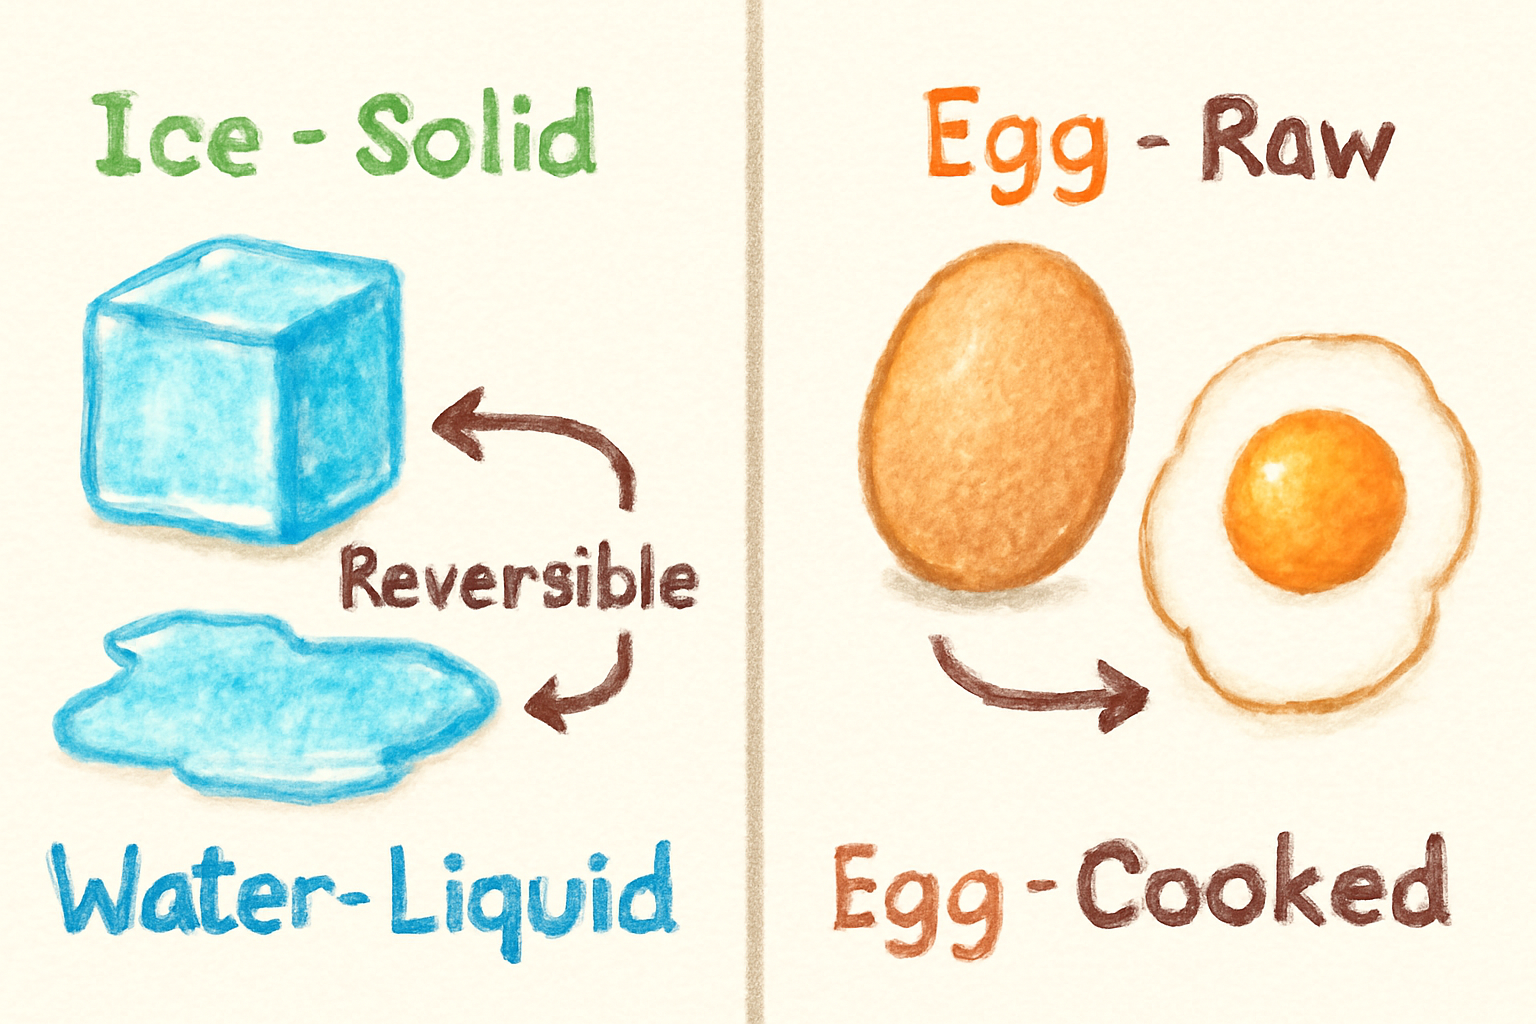 Ice - Solid
Reversible
Water-Liquid
Egg - Raw
Egg - Cooked